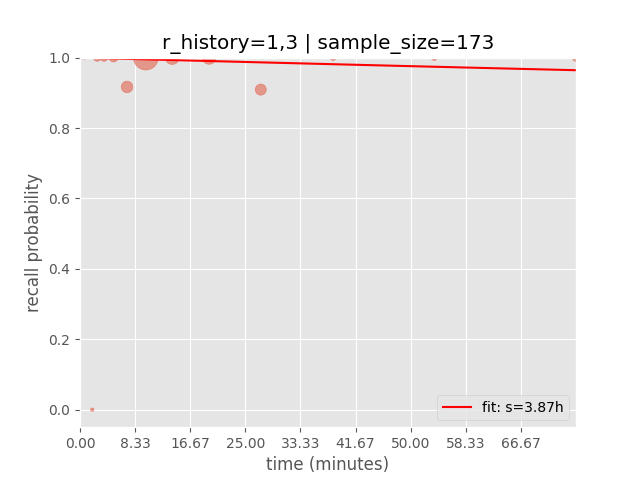 r_history=1,3 | sample_size=173
recall probability
1.0
0.8
0.6
0.4
0.2
0.0
fit: s=3.87h
0.00 8.33 16.67 25.00 33.33 41.67 50.00 58.33 66.67
time (minutes)